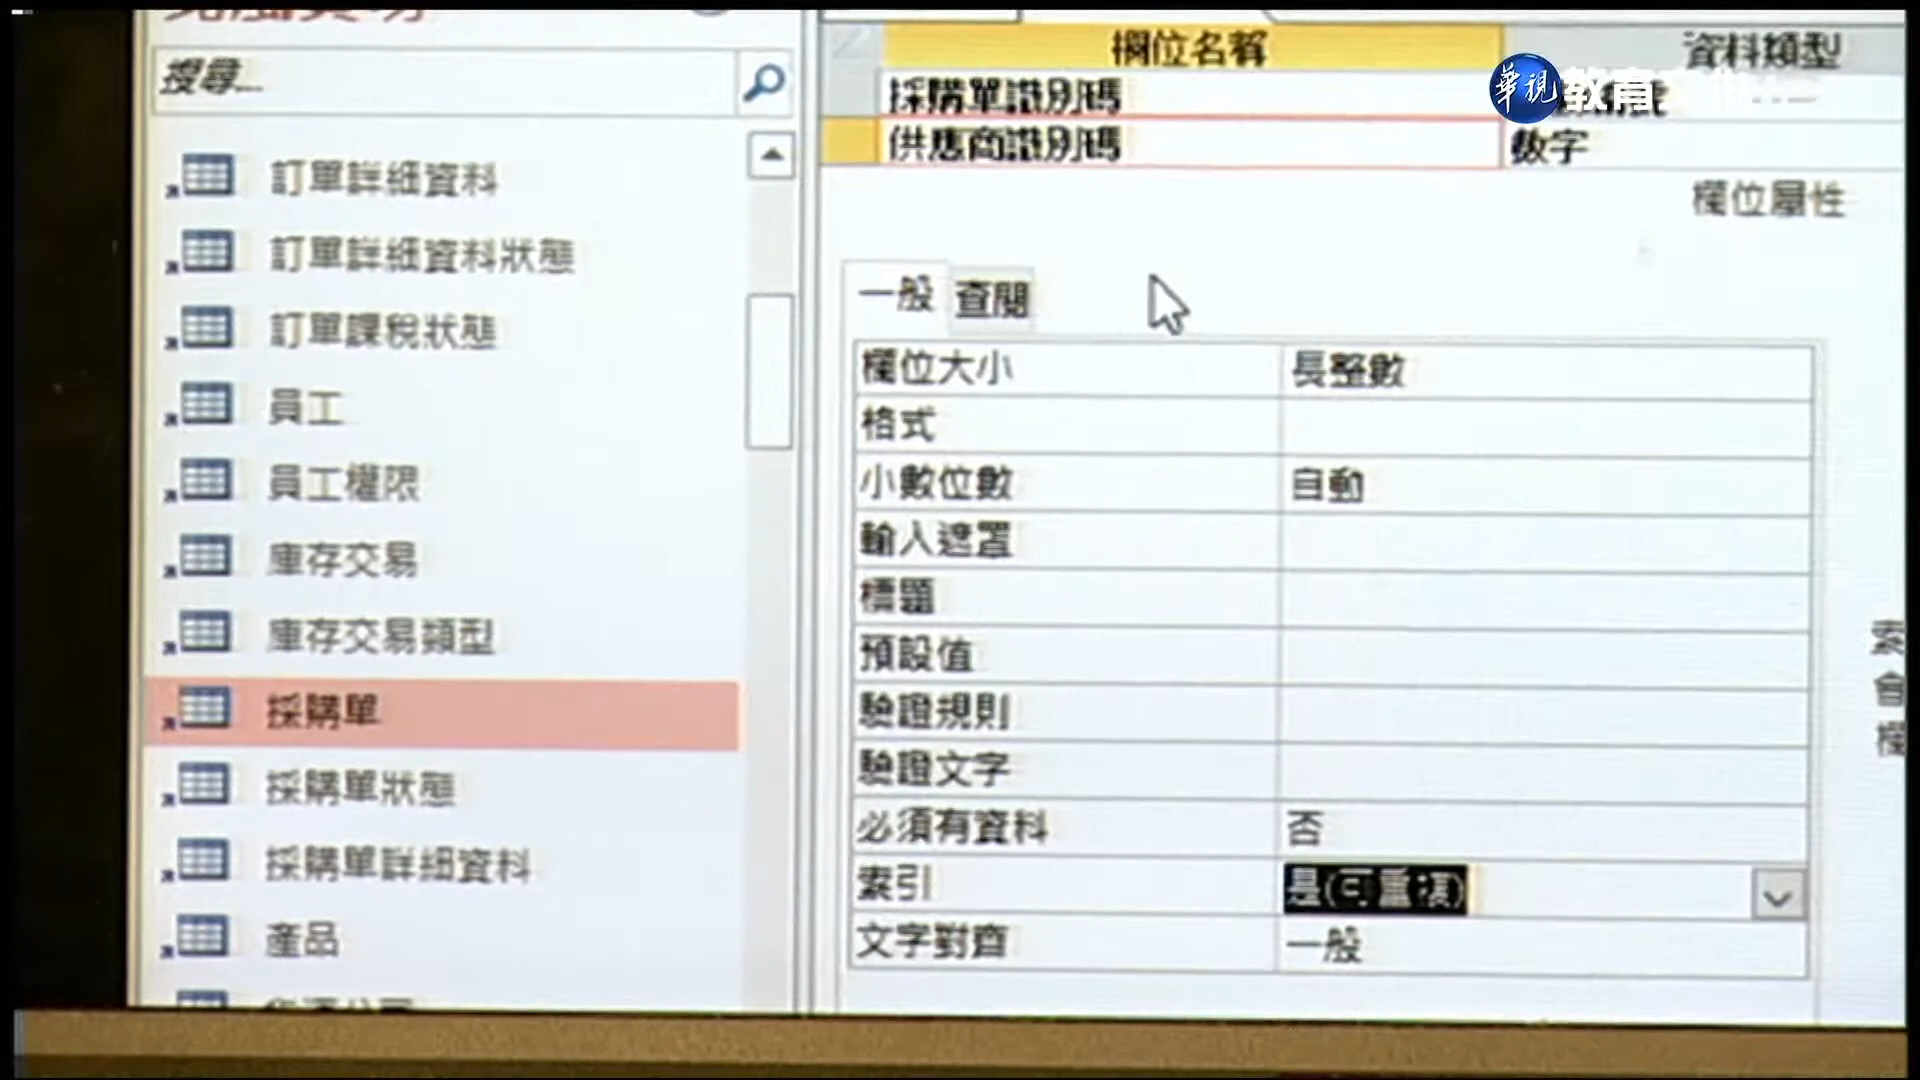 搜尋...
訂單詳細資料
訂單詳細資料狀態
訂單課稅狀態
員工
員工權限
庫存交易
庫存交易類型
採購單
採購單狀態
採購單詳細資料
產品
欄位名稱
資料類型
華視 教育
採購單識別碼
供應商識別碼
數字
欄位屬性
一般
查閱
欄位大小
長整數
格式
小數位數
自動
輸入遮罩
標題
預設值
驗證規則
驗證文字
必須有資料
否
索引
是(可重複)
文字對齊
一般
索
會
欄